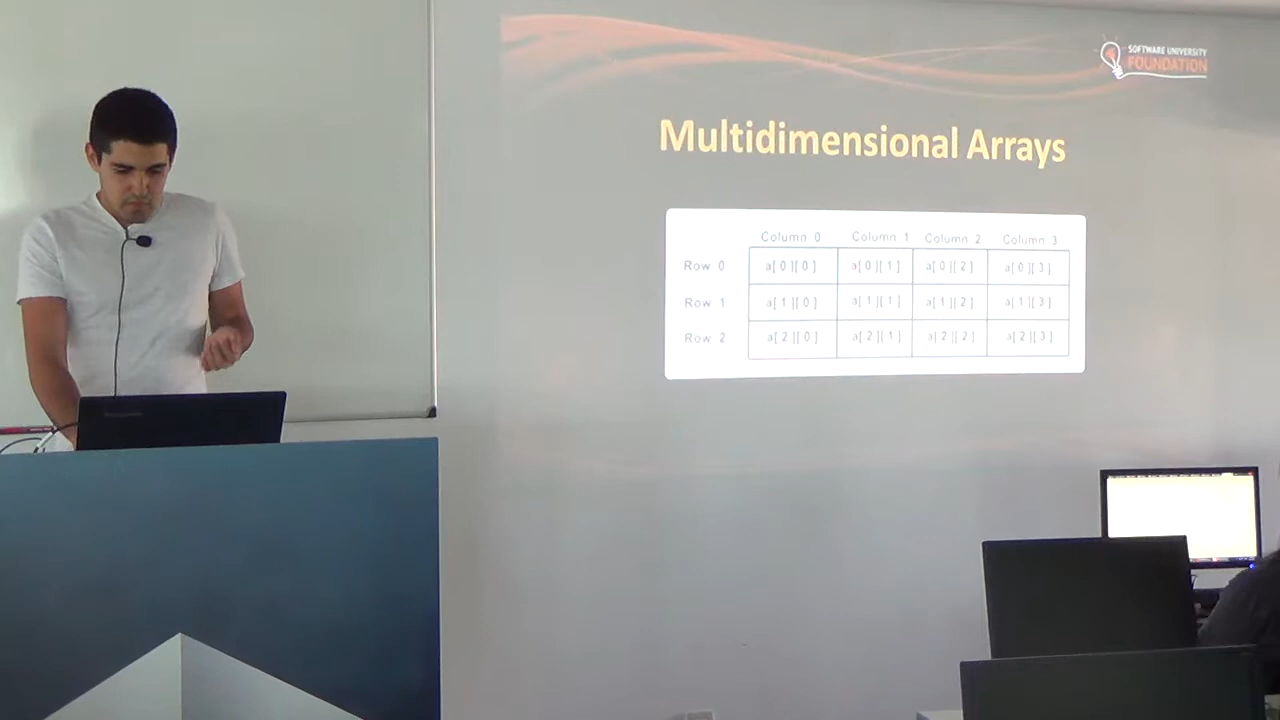 SOFTWARE UNIVERSITY
FOUNDATION
Multidimensional Arrays
Column 0 Column 1 Column 2 Column 3
Row 0 a[ 0 ][ 0 ] a[ 0 ][ 1 ] a[ 0 ][ 2 ] a[ 0 ][ 3 ]
Row 1 a[ 1 ][ 0 ] a[ 1 ][ 1 ] a[ 1 ][ 2 ] a[ 1 ][ 3 ]
Row 2 a[ 2 ][ 0 ] a[ 2 ][ 1 ] a[ 2 ][ 2 ] a[ 2 ][ 3 ]